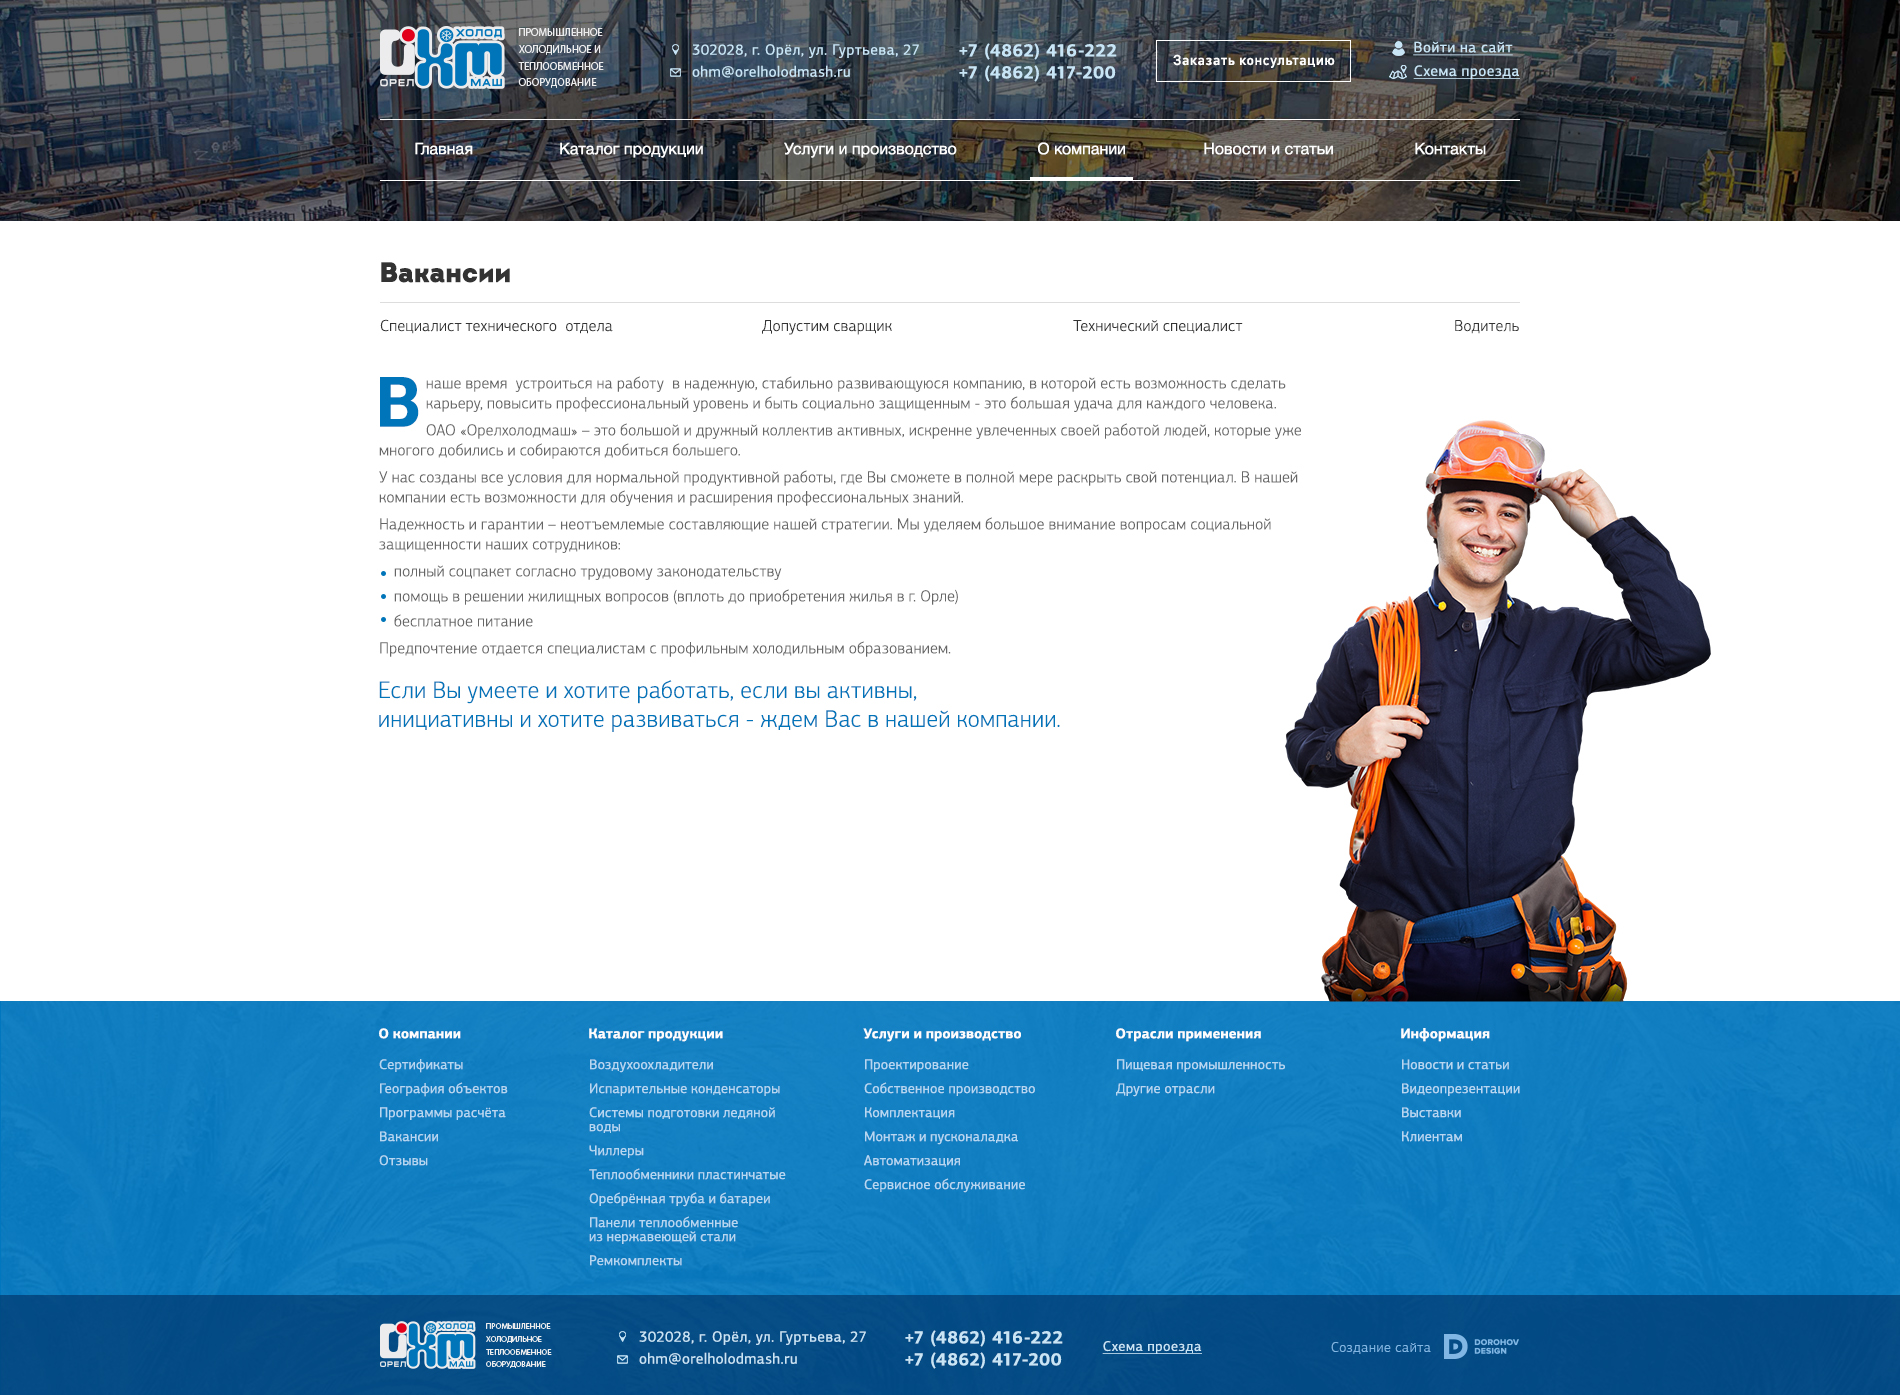 ХОЛОД
ОРЕЛ
МАШ
ПРОМЫШЛЕННОЕ
ХОЛОДИЛЬНОЕ И
ТЕПЛООБМЕННОЕ
ОБОРУДОВАНИЕ
302028, г. Орёл, ул. Гуртьева, 27
ohm@orelholodmash.ru
+7 (4862) 416-222
+7 (4862) 417-200
Заказать консультацию
Войти на сайт
Схема проезда
Главная
Каталог продукции
Услуги и производство
О компании
Новости и статьи
Контакты
Вакансии
Специалист технического  отдела
Допустим сварщик
Технический специалист
Водитель
В наше время  устроиться на работу  в надежную, стабильно развивающуюся компанию, в которой есть возможность сделать
карьеру, повысить профессиональный уровень и быть социально защищенным - это большая удача для каждого человека.
ОАО «Орелхолодмаш» – это большой и дружный коллектив активных, искренне увлеченных своей работой людей, которые уже
многого добились и собираются добиться большего.
У нас созданы все условия для нормальной продуктивной работы, где Вы сможете в полной мере раскрыть свой потенциал. В нашей
компании есть возможности для обучения и расширения профессиональных знаний.
Надежность и гарантии – неотъемлемые составляющие нашей стратегии. Мы уделяем большое внимание вопросам социальной
защищенности наших сотрудников:
• полный соцпакет согласно трудовому законодательству
• помощь в решении жилищных вопросов (вплоть до приобретения жилья в г. Орле)
• бесплатное питание
Предпочтение отдается специалистам с профильным холодильным образованием.
Если Вы умеете и хотите работать, если вы активны,
инициативны и хотите развиваться - ждем Вас в нашей компании.
О компании
Сертификаты
География объектов
Программы расчёта
Вакансии
Отзывы
Каталог продукции
Воздухоохладители
Испарительные конденсаторы
Системы подготовки ледяной
воды
Чиллеры
Теплообменники пластинчатые
Оребрённая труба и батареи
Панели теплообменные
из нержавеющей стали
Ремкомплекты
Услуги и производство
Проектирование
Собственное производство
Комплектация
Монтаж и пусконаладка
Автоматизация
Сервисное обслуживание
Отрасли применения
Пищевая промышленность
Другие отрасли
Информация
Новости и статьи
Видеопрезентации
Выставки
Клиентам
ХОЛОД
ОРЕЛ
МАШ
ПРОМЫШЛЕННОЕ
ХОЛОДИЛЬНОЕ
ТЕПЛООБМЕННОЕ
ОБОРУДОВАНИЕ
302028, г. Орёл, ул. Гуртьева, 27
ohm@orelholodmash.ru
+7 (4862) 416-222
+7 (4862) 417-200
Схема проезда
Создание сайта
DOROHOV
DESIGN